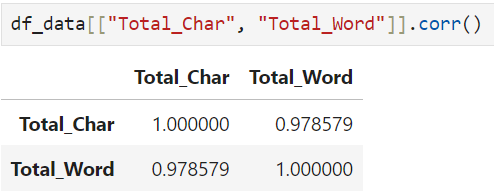 df_data[["Total_Char", "Total_Word"]].corr()
Total_Char Total_Word
Total_Char 1.000000 0.978579
Total_Word 0.978579 1.000000